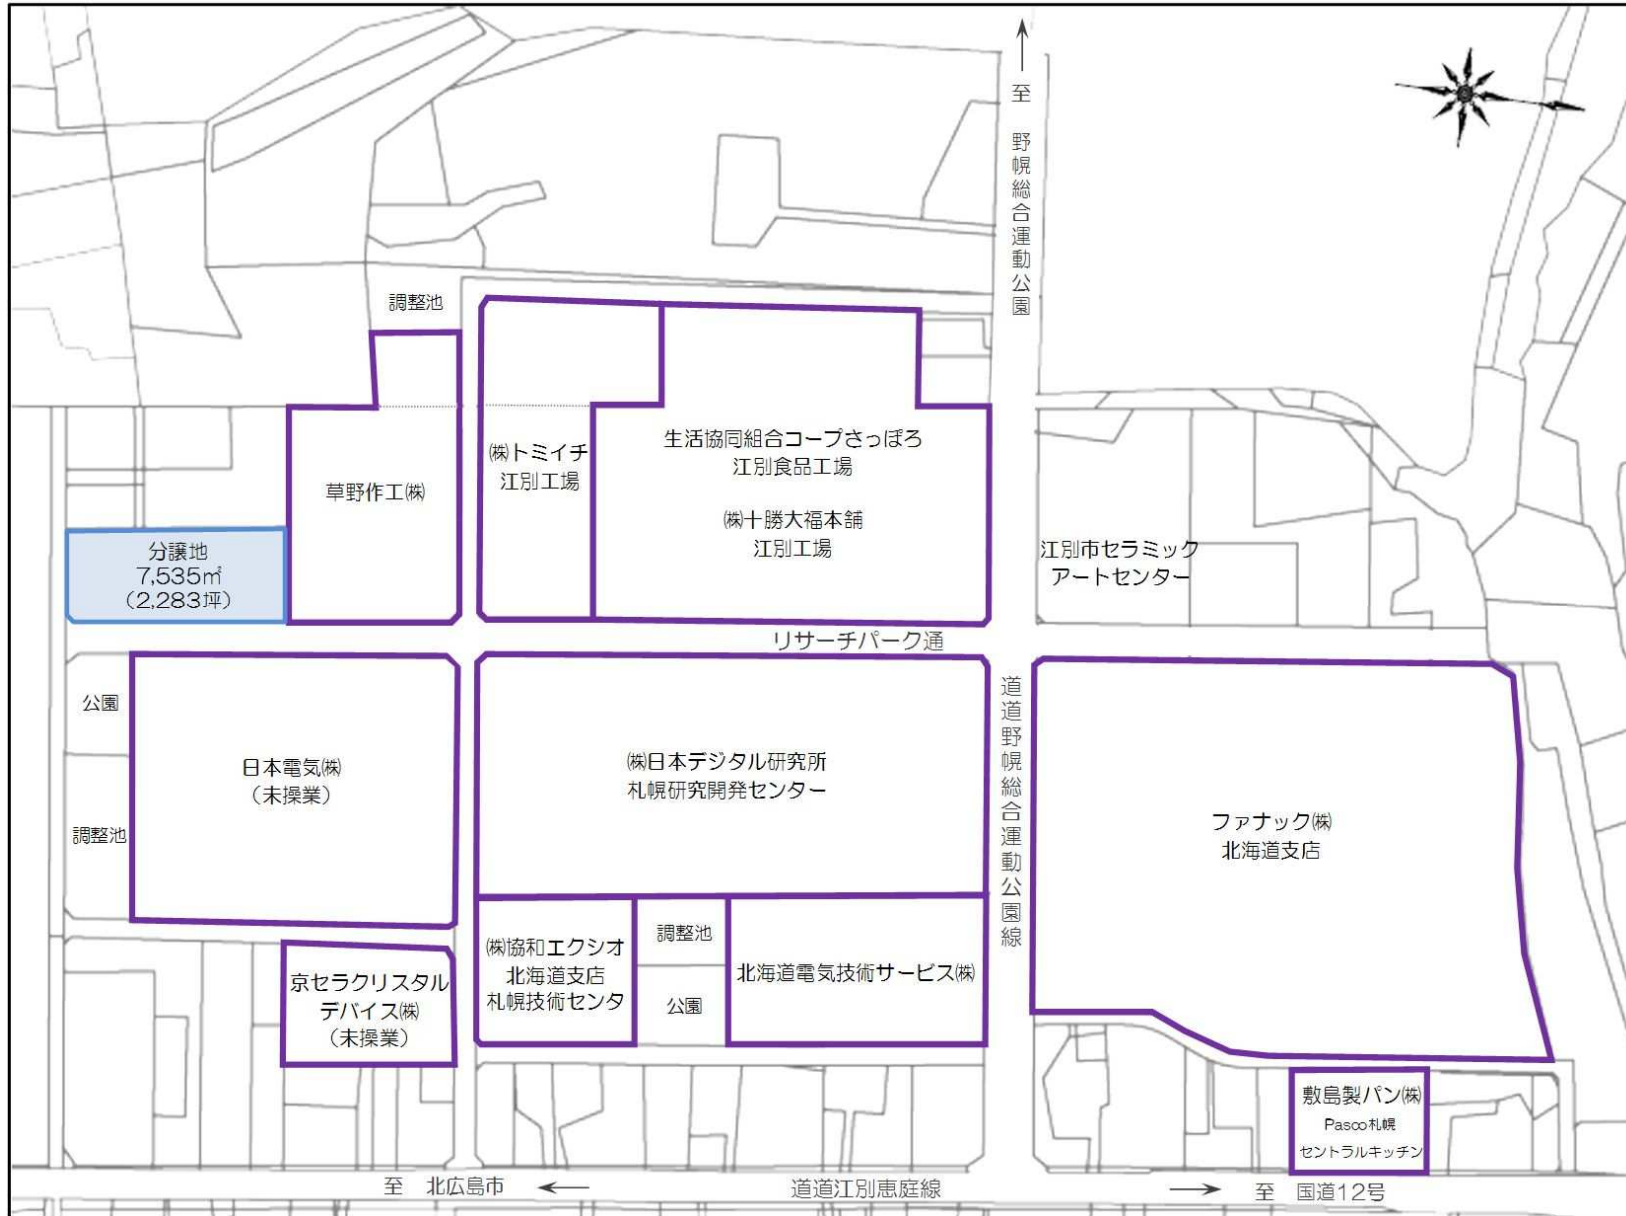 至 野幌総合運動公園
調整池
草野作工㈱
㈱トミイチ
江別工場
生活協同組合コープさっぽろ
江別食品工場
㈱十勝大福本舗
江別工場
分譲地
7,535㎡
(2,283坪)
江別市セラミック
アートセンター
リサーチパーク通
公園
調整池
日本電気㈱
(未操業)
㈱日本デジタル研究所
札幌研究開発センター
道道野幌総合運動公園線
ファナック㈱
北海道支店
京セラクリスタル
デバイス㈱
(未操業)
㈱協和エクシオ
北海道支店
札幌技術センタ
調整池
公園
北海道電気技術サービス㈱
敷島製パン㈱
Pasco札幌
セントラルキッチン
至 北広島市 ← 道道江別恵庭線 → 至 国道12号